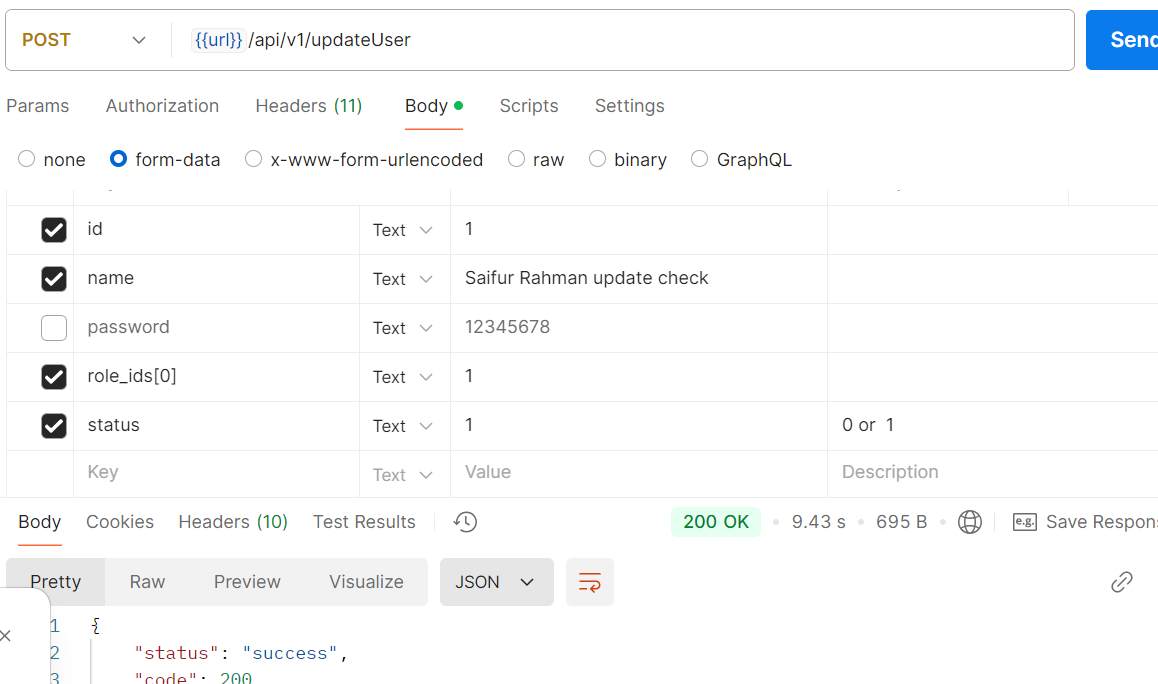 POST {{url}} /api/v1/updateUser Send
Params Authorization Headers (11) Body Scripts Settings
none form-data x-www-form-urlencoded raw binary GraphQL
id Text 1
name Text Saifur Rahman update check
password Text 12345678
role_ids[0] Text 1
status Text 1 0 or 1
Key Text Value Description
Body Cookies Headers (10) Test Results 200 OK 9.43 s 695 B e.g. Save Respons
Pretty Raw Preview Visualize JSON
1 {
2 "status": "success",
3 "code": 200